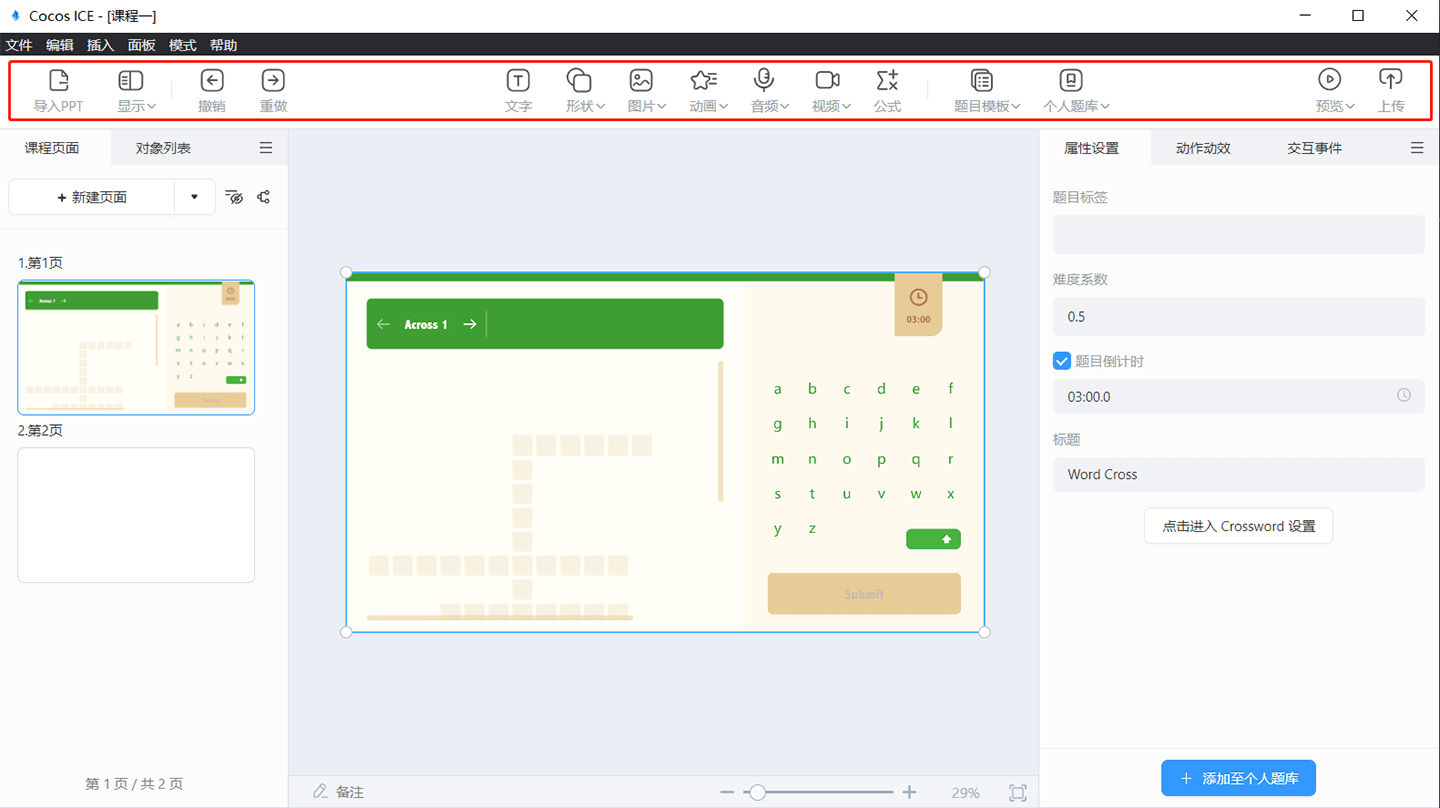 Cocos ICE - [课程一]
文件 编辑 插入 面板 模式 帮助
导入PPT 显示 撤销 重做 文字 形状 图片 动画 音频 视频 公式 题目模板 个人题库 预览 上传
课程页面 对象列表
+ 新建页面
1.第1页
Across 1
03:00
a b c d e f
g h i j k l
m n o p q r
s t u v w x
y z
Submit
2.第2页
第 1 页 / 共 2 页
Across 1
03:00
a b c d e f
g h i j k l
m n o p q r
s t u v w x
y z
Submit
备注
29%
属性设置 动作动效 交互事件
题目标签
难度系数
0.5
题目倒计时
03:00.0
标题
Word Cross
点击进入 Crossword 设置
+ 添加至个人题库